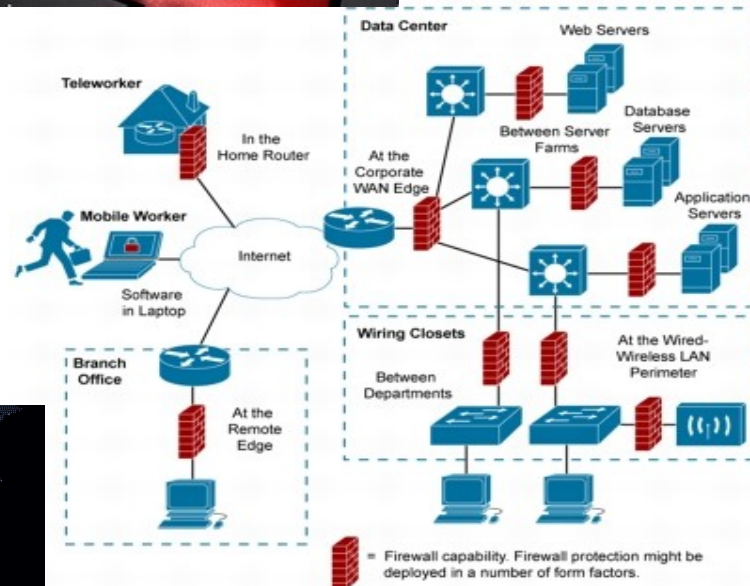 Data Center
Web Servers
Teleworker
In the
Home Router
Between Server
Farms
Database
Servers
At the
Corporate
WAN Edge
Application
Servers
Mobile Worker
Internet
Software
in Laptop
Wiring Closets
At the Wired-
Wireless LAN
Perimeter
Between
Departments
Branch
Office
At the
Remote
Edge
= Firewall capability. Firewall protection might be
deployed in a number of form factors.